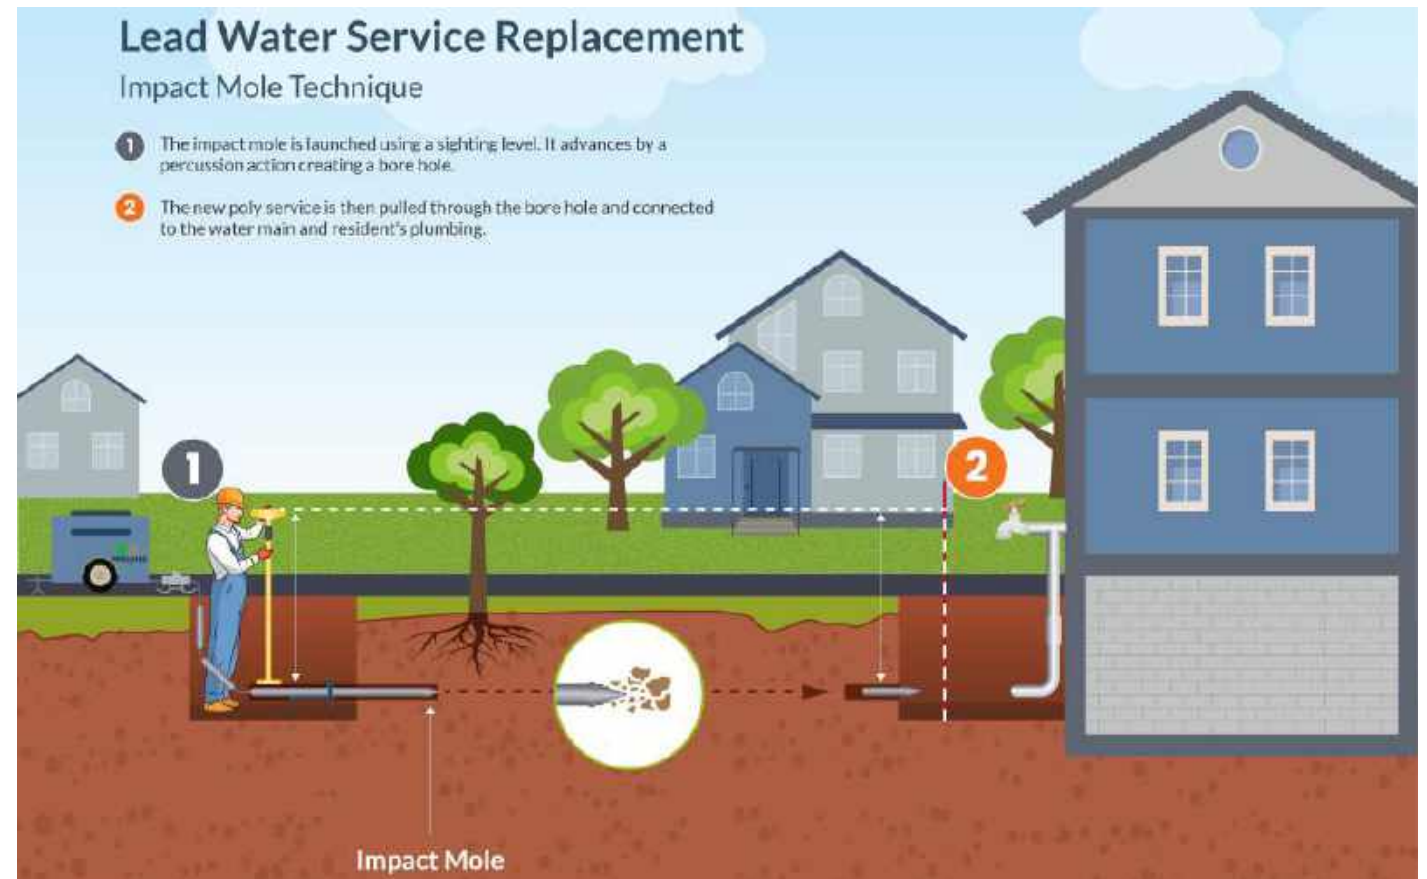 Lead Water Service Replacement
Impact Mole Technique
1 The impact mole is launched using a sighting level. It advances by a
percussion action creating a bore hole.
2 The new poly service is then pulled through the bore hole and connected
to the water main and resident's plumbing.
1
2
Impact Mole